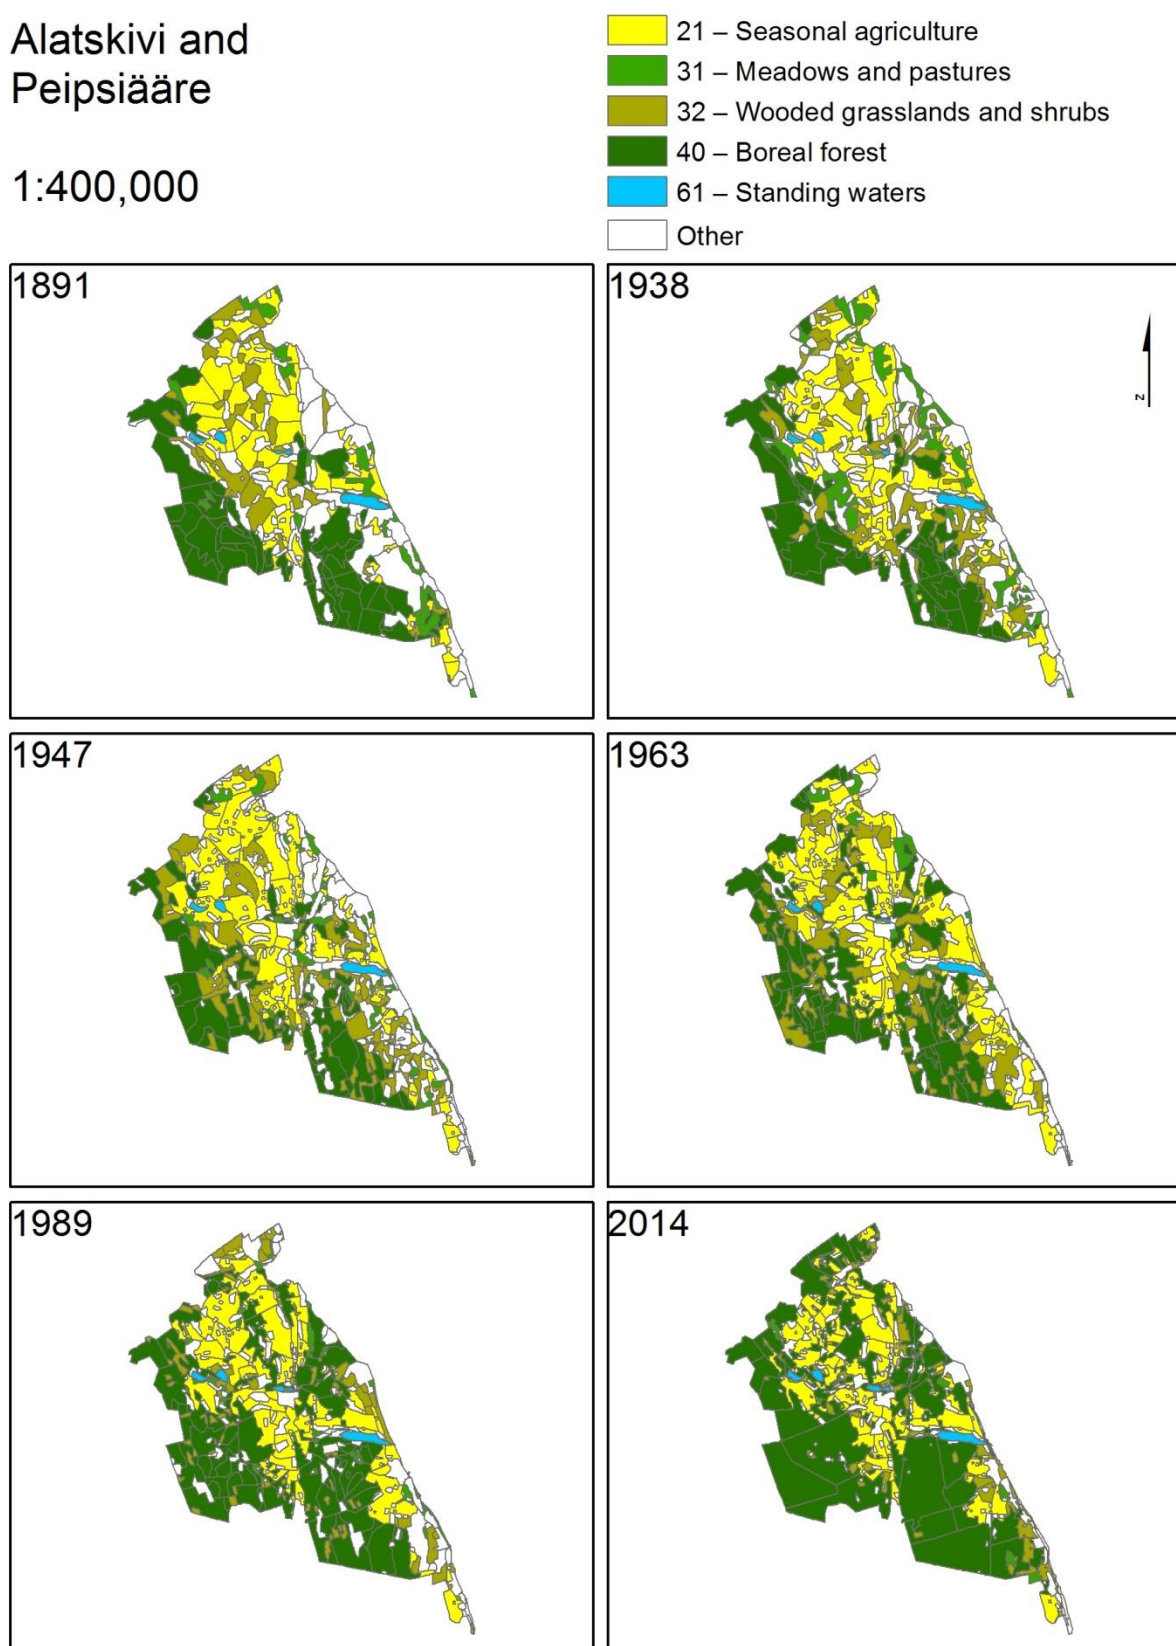 Alatskivi and
Peipsiääre
1:400,000
21 – Seasonal agriculture
31 – Meadows and pastures
32 – Wooded grasslands and shrubs
40 – Boreal forest
61 – Standing waters
Other
1891
1938
N
1947
1963
1989
2014